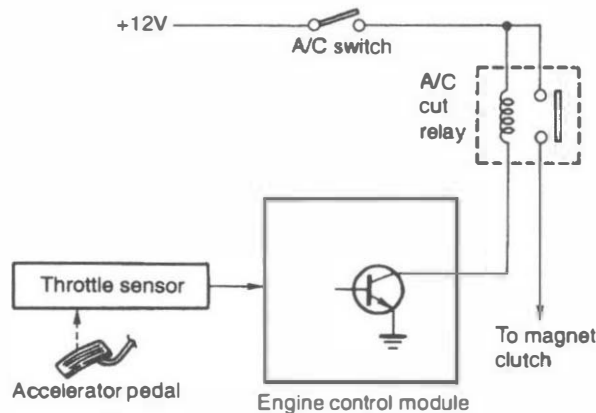 +12V
A/C switch
A/C
cut
relay
Throttle sensor
To magnet
clutch
Accelerator pedal
Engine control module